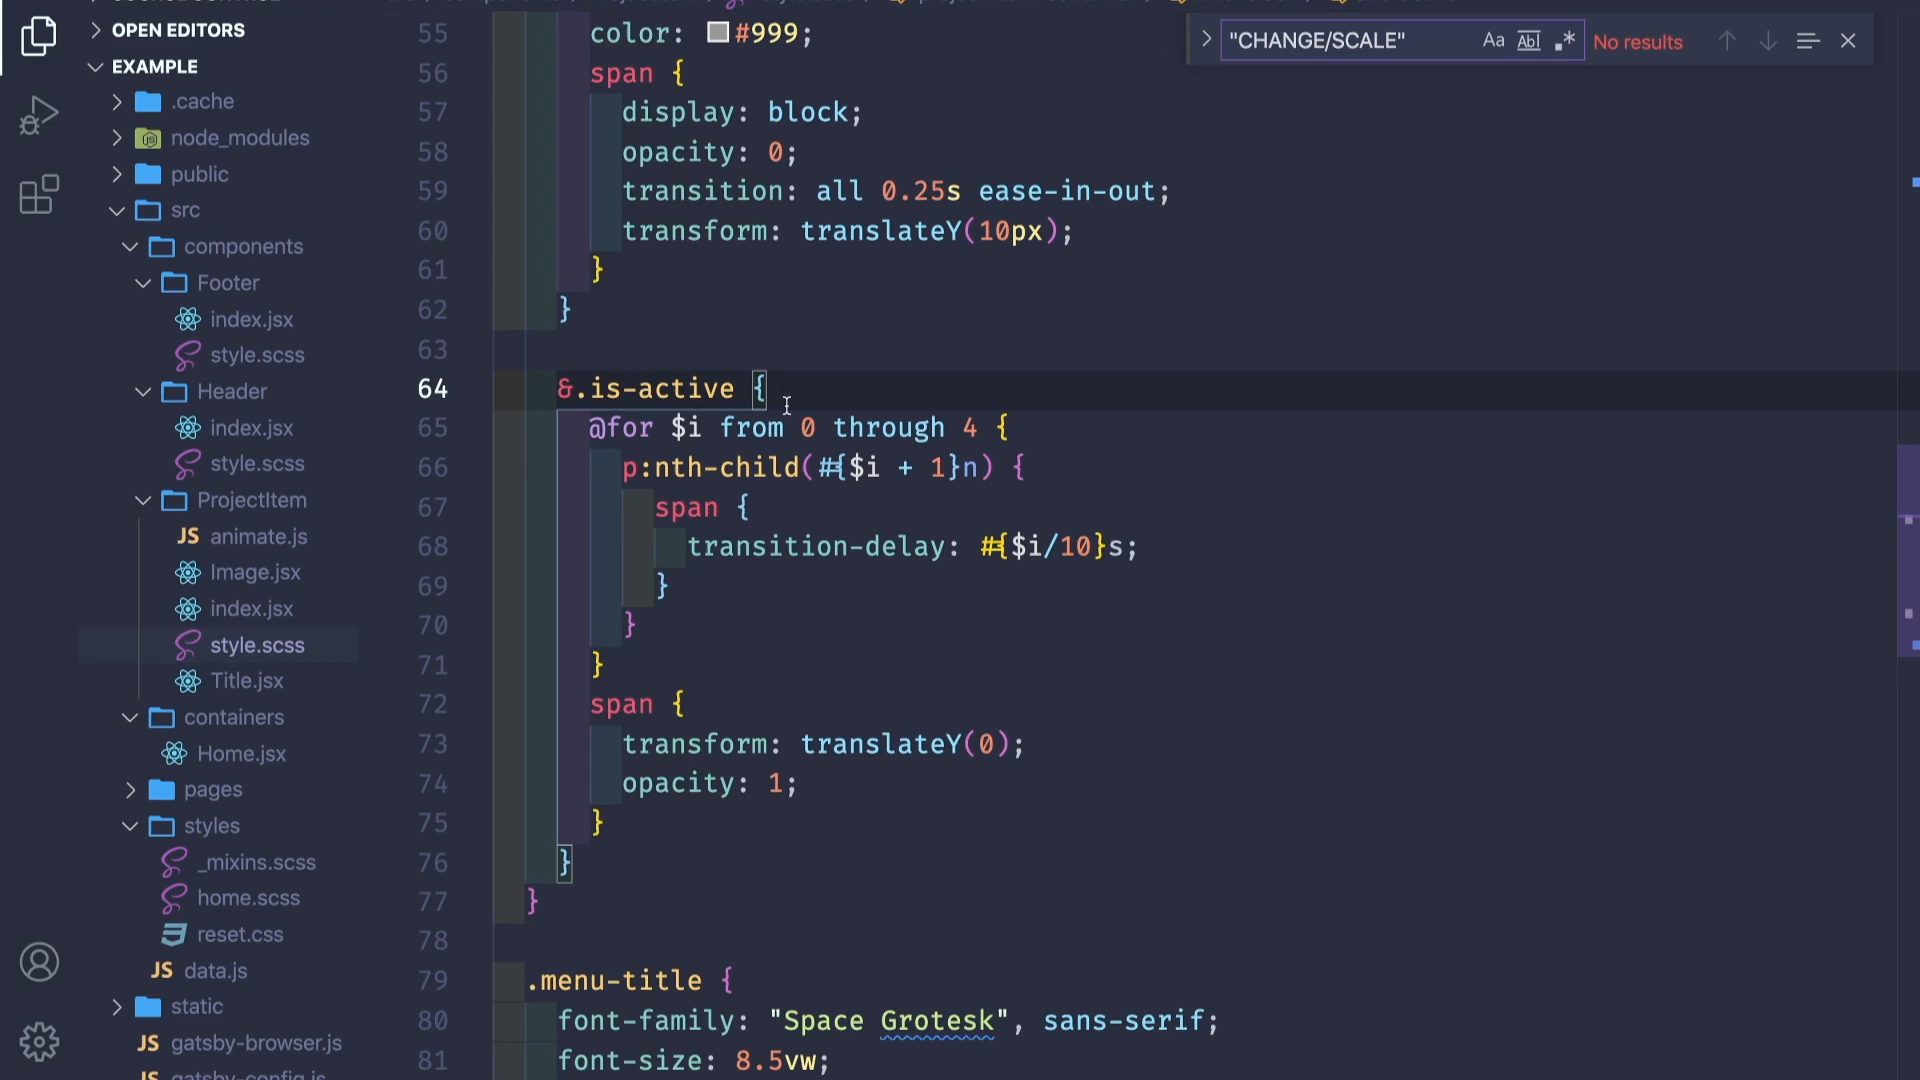 OPEN EDITORS
EXAMPLE
.cache
node_modules
public
src
components
Footer
index.jsx
style.scss
Header
index.jsx
style.scss
ProjectItem
animate.js
Image.jsx
index.jsx
style.scss
Title.jsx
containers
Home.jsx
pages
styles
_mixins.scss
home.scss
reset.css
data.js
static
gatsby-browser.js
gatsby-config.js
"CHANGE/SCALE" Aa Abl .* No results
55 color: #999;
56 span {
57 display: block;
58 opacity: 0;
59 transition: all 0.25s ease-in-out;
60 transform: translateY(10px);
61 }
62 }
63
64 &.is-active {
65 @for $i from 0 through 4 {
66 p:nth-child(#{$i + 1}n) {
67 span {
68 transition-delay: #{$i/10}s;
69 }
70 }
71 }
72 span {
73 transform: translateY(0);
74 opacity: 1;
75 }
76 }
77 }
78
79 .menu-title {
80 font-family: "Space Grotesk", sans-serif;
81 font-size: 8.5vw;